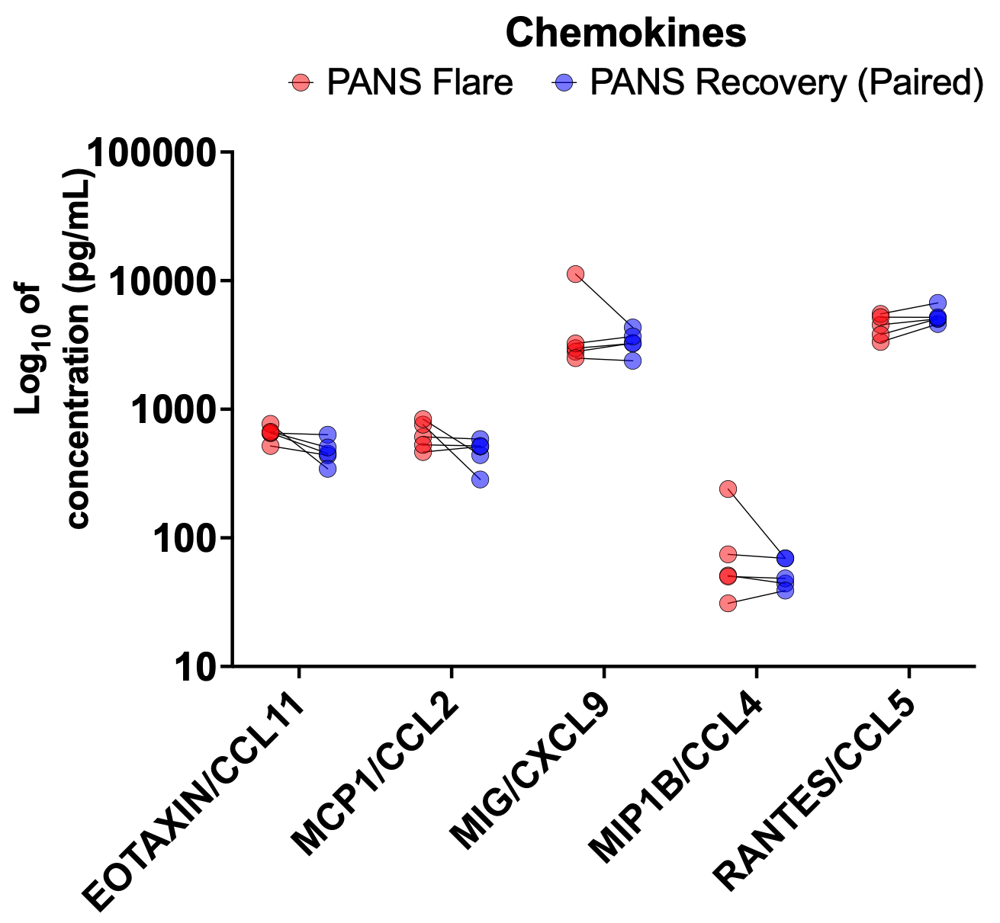 Chemokines
PANS Flare
PANS Recovery (Paired)
Log10 of
concentration (pg/mL)
100000
10000
1000
100
10
EOTAXIN/CCL11
MCP1/CCL2
MIG/CXCL9
MIP1B/CCL4
RANTES/CCL5